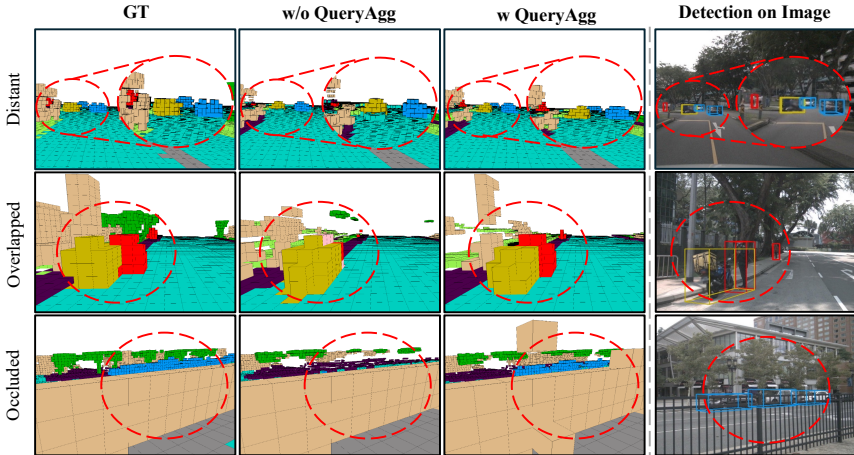 GT
w/o QueryAgg
w QueryAgg
Detection on Image
Distant
Overlapped
Occluded